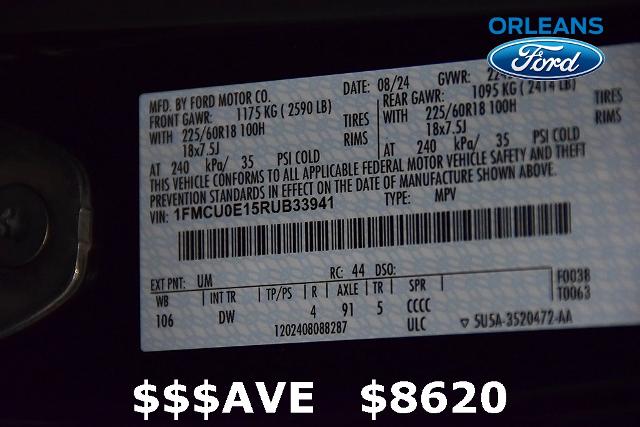 ORLEANS
Ford
MFD. BY FORD MOTOR CO.
DATE: 08/24
GVWR:
FRONT GAWR: 1175 KG ( 2590 LB)
REAR GAWR: 1095 KG ( 2414 LB)
WITH 225/60R18 100H TIRES
225/60R18 100H TIRES
18x7.5J RIMS
WITH 18x7.5J RIMS
AT 240 kPa/ 35 PSI COLD
AT 240 kPa/ 35 PSI COLD
THIS VEHICLE CONFORMS TO ALL APPLICABLE FEDERAL MOTOR VEHICLE SAFETY AND THEFT
PREVENTION STANDARDS IN EFFECT ON THE DATE OF MANUFACTURE SHOWN ABOVE.
VIN: 1FMCU0E15RUB33941
TYPE: MPV
EXT PNT: UM RC: 44 DSO:
F0038
T0063
WB INT TR TP/PS R AXLE TR SPR
106 DW 4 91 5 CCCC
1202408088287 ULC
▽ 5U5A-3520472-AA
$$$AVE $8620